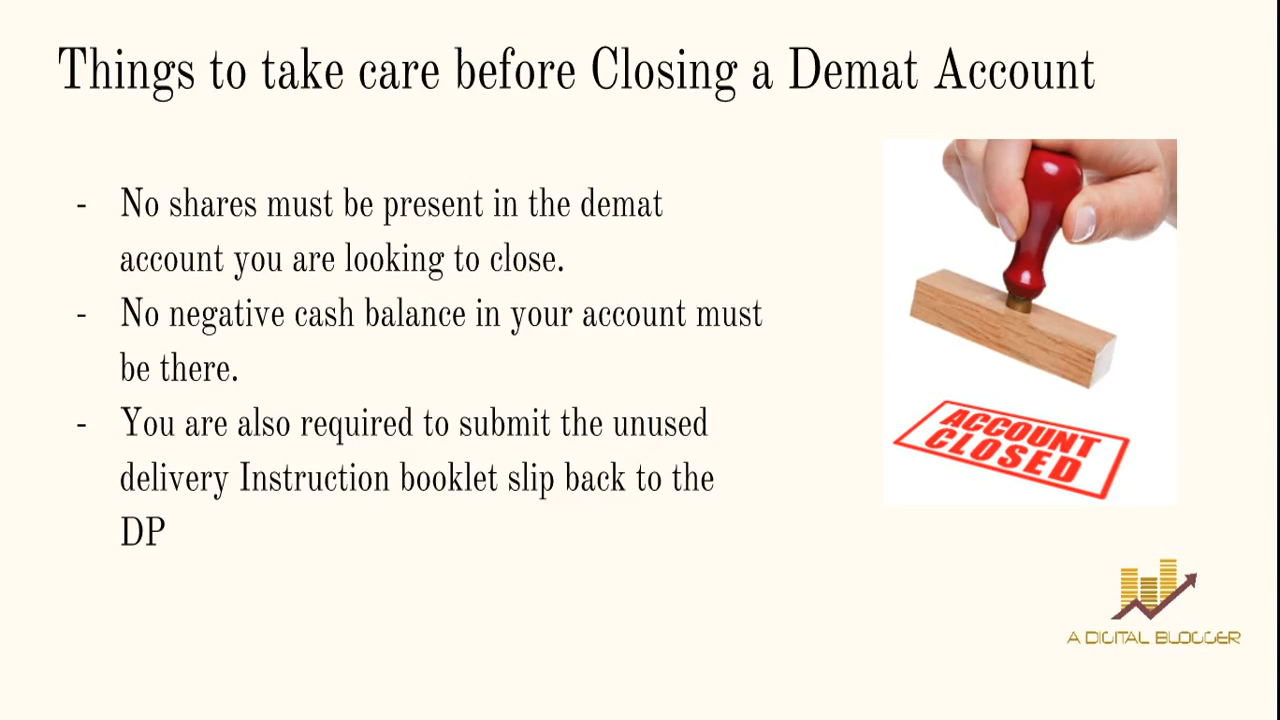 Things to take care before Closing a Demat Account
- No shares must be present in the demat
account you are looking to close.
- No negative cash balance in your account must
be there.
- You are also required to submit the unused
delivery Instruction booklet slip back to the
DP
ACCOUNT
CLOSED
A DIGITAL BLOGGER